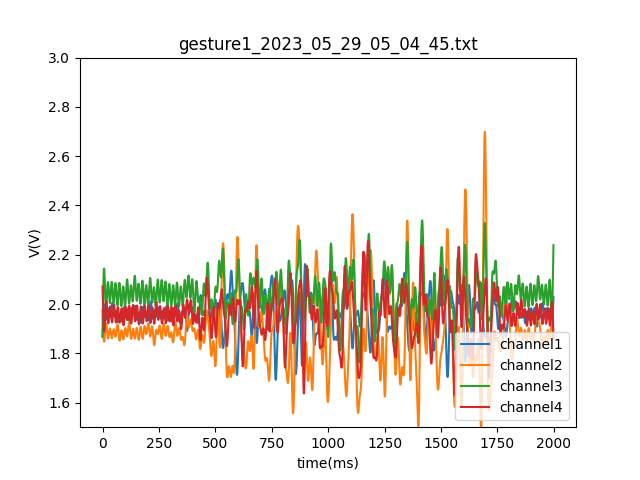 gesture1_2023_05_29_05_04_45.txt
V(V)
3.0
2.8
2.6
2.4
2.2
2.0
1.8
1.6
channel1
channel2
channel3
channel4
0 250 500 750 1000 1250 1500 1750 2000
time(ms)